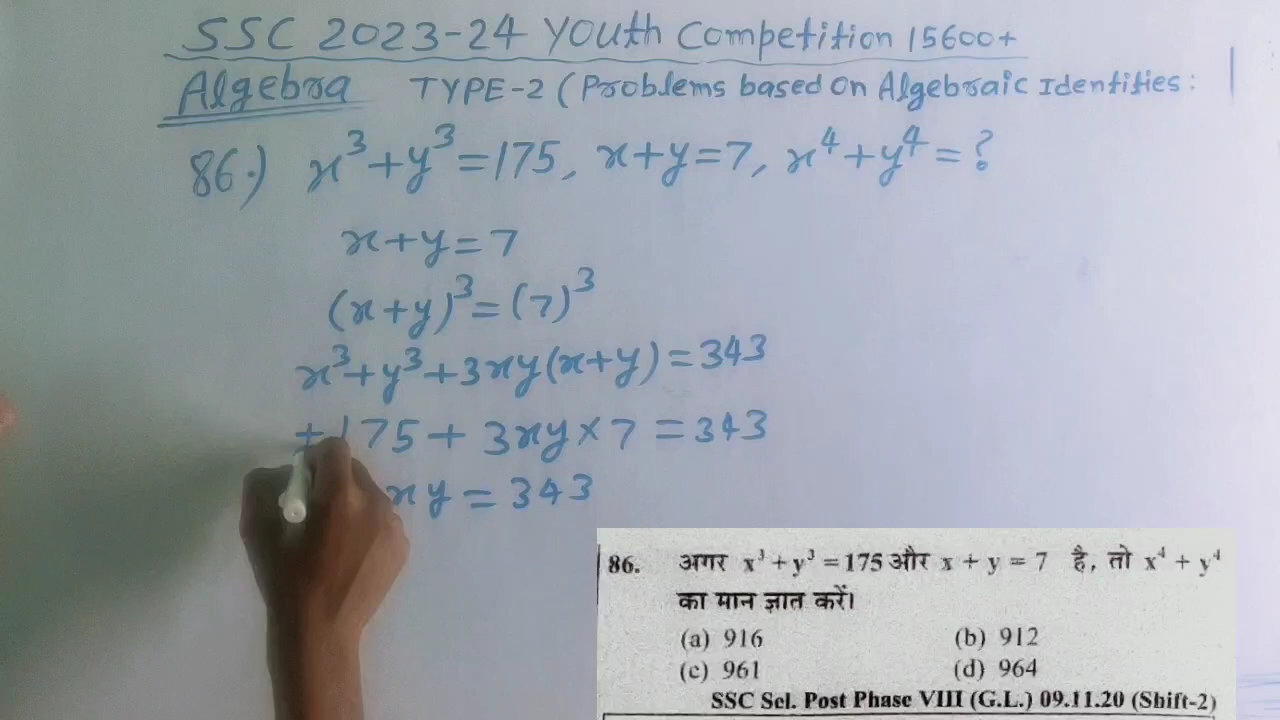 SSC 2023-24 YOUth Competition 15600+
Algebra TYPE-2 (Problems based On Algebraic Identities:
86.) x³+y³=175, x+y=7, x⁴+y⁴=?
x+y=7
(x+y)³=(7)³
x³+y³+3xy(x+y)=343
+175+3xy×7=343
xy=343
86. अगर x³+y³=175 और x + y = 7 है, तो x⁴ + y⁴
का मान ज्ञात करें।
(a) 916 (b) 912
(c) 961 (d) 964
SSC Sel. Post Phase VIII (G.L.) 09.11.20 (Shift-2)